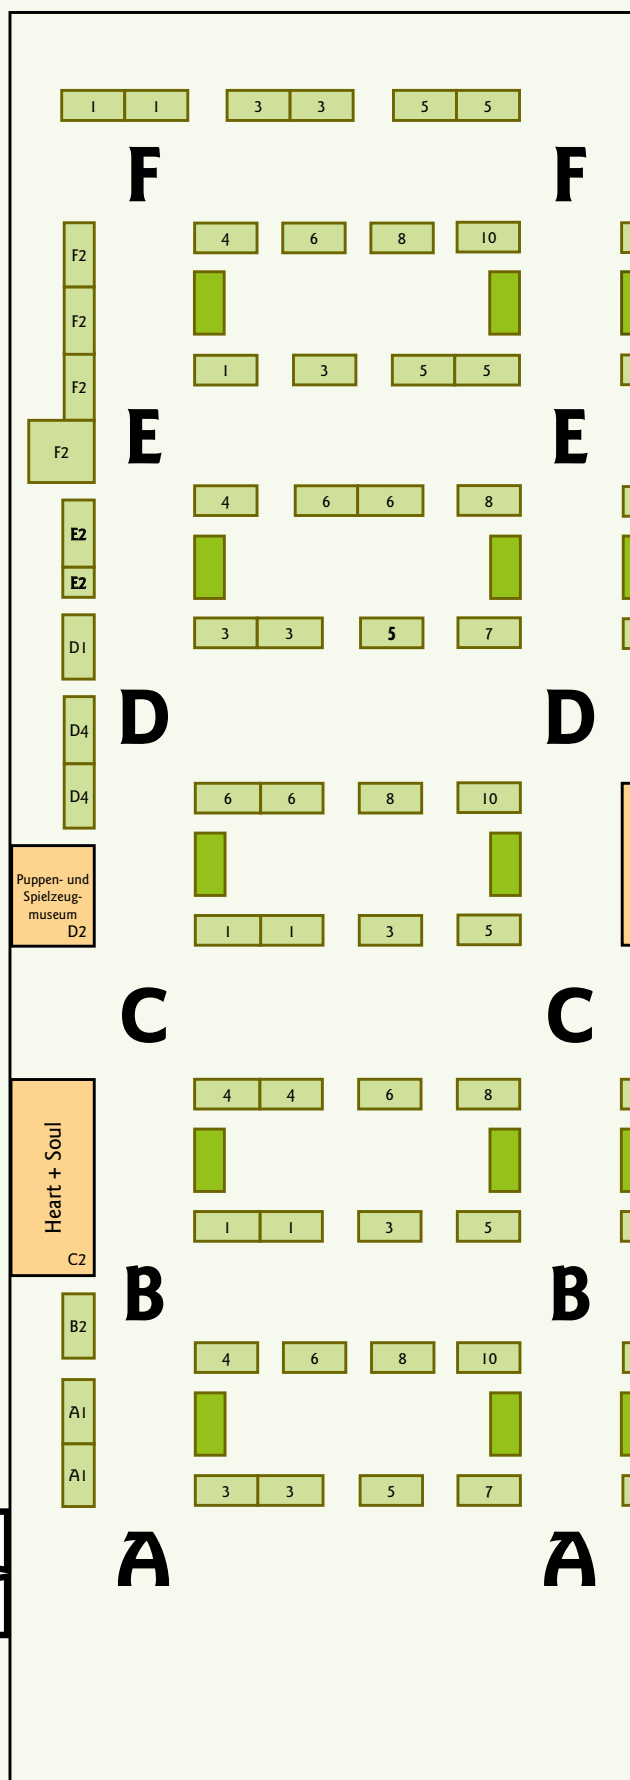 1 1 3 3 5 5
F F
4 6 8 10
F2
F2
1 3 5 5
F2
E E
F2
4 6 6 8
E2
E2
3 3 5 7
D1
D D
D4
D4
6 6 8 10
Puppen- und
Spielzeug-
museum
D2
1 1 3 5
C C
4 4 6 8
Heart + Soul
C2
1 1 3 5
B B
B2
4 6 8 10
A1
A1
3 3 5 7
A A